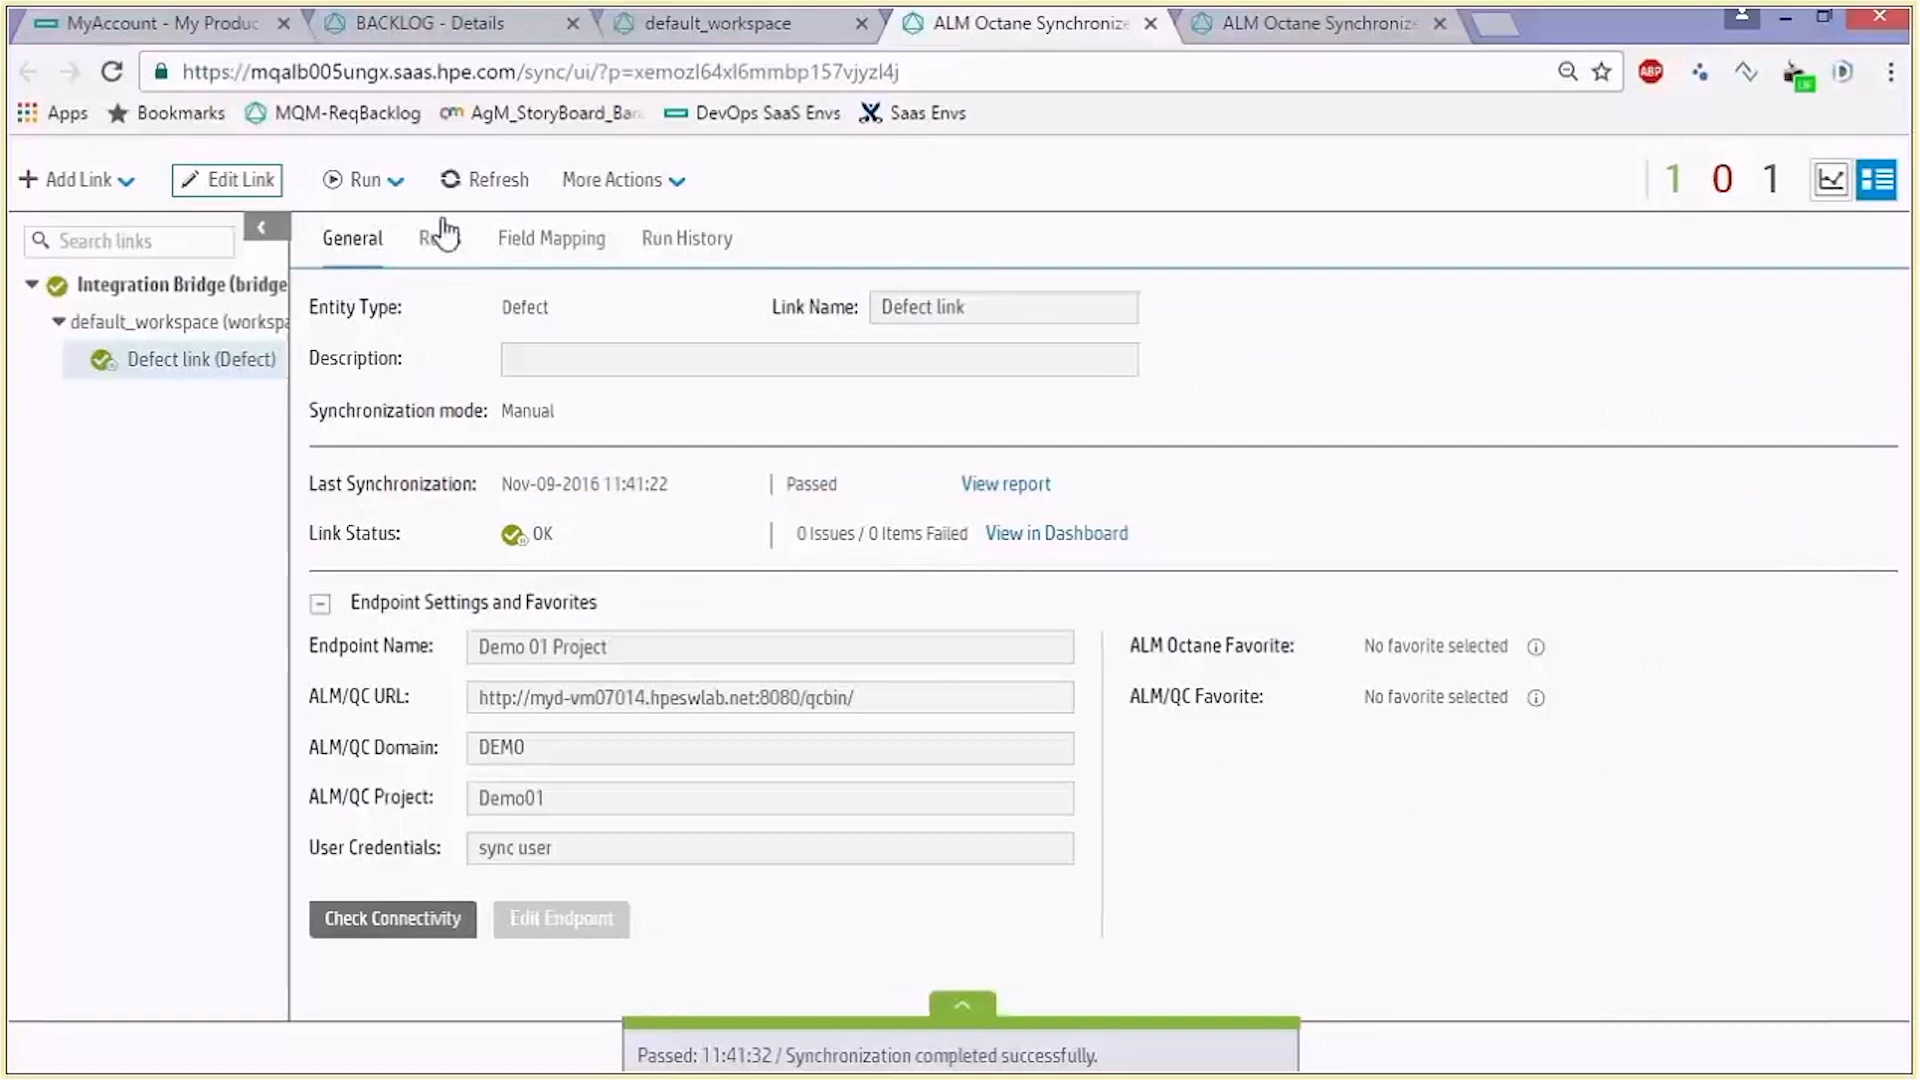 MyAccount - My Produc
BACKLOG - Details
default_workspace
ALM Octane Synchronize
ALM Octane Synchroniz
https://mqalb005ungx.saas.hpe.com/sync/ui/?p=xemozl64xl6mmbp157vjyzl4j
ABP
Apps
Bookmarks
MQM-ReqBacklog
AgM_StoryBoard_Ba
DevOps SaaS Envs
Saas Envs
Add Link
Edit Link
Run
Refresh
More Actions
1 0 1
Search links
General
Field Mapping
Run History
Integration Bridge (bridge
default_workspace (workspa
Defect link (Defect)
Entity Type: Defect
Link Name: Defect link
Description:
Synchronization mode: Manual
Last Synchronization: Nov-09-2016 11:41:22 | Passed View report
Link Status: OK | 0 Issues / 0 Items Failed View in Dashboard
Endpoint Settings and Favorites
Endpoint Name: Demo 01 Project
ALM/QC URL: http://myd-vm07014.hpeswlab.net:8080/qcbin/
ALM/QC Domain: DEMO
ALM/QC Project: Demo01
User Credentials: sync user
ALM Octane Favorite: No favorite selected
ALM/QC Favorite: No favorite selected
Check Connectivity
Edit Endpoint
Passed: 11:41:32 / Synchronization completed successfully.